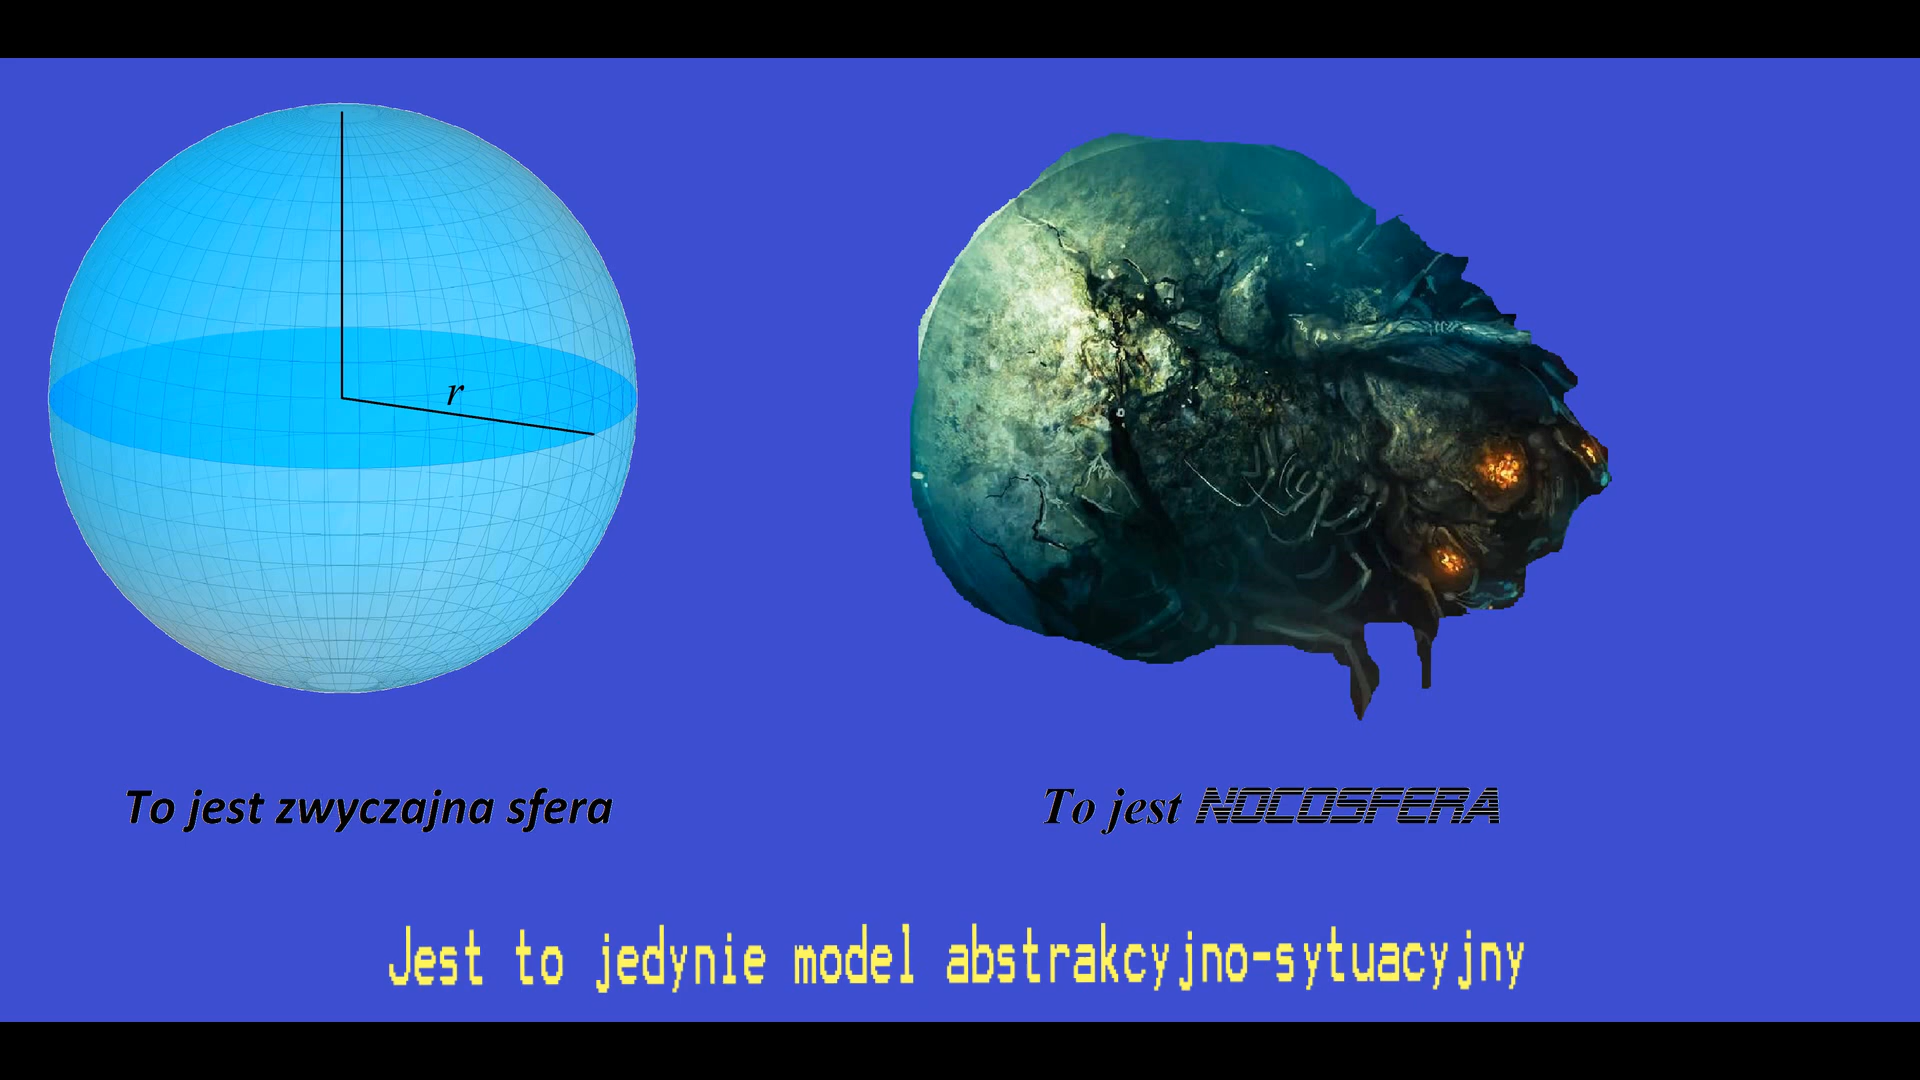 r
To jest zwyczajna sfera
To jest NOCOSFERA
Jest to jedynie model abstrakcyjno-sytuacyjny